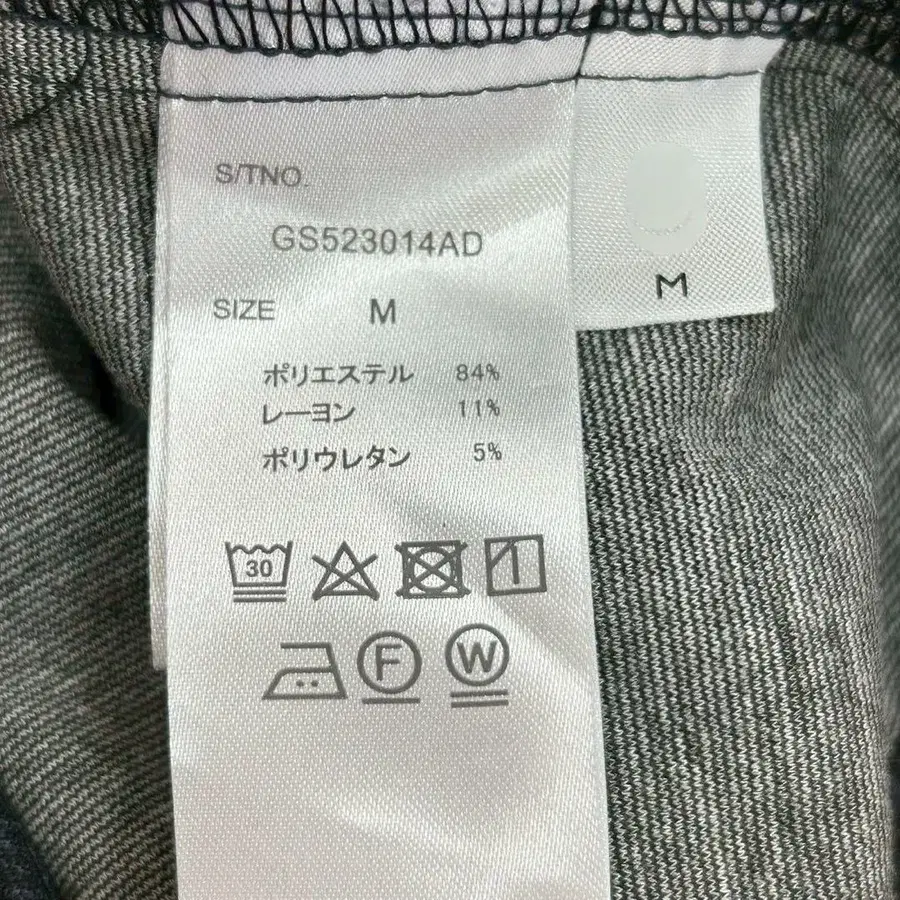 S/TNO.
GS523014AD
SIZE M
ポリエステル 84%
レーヨン 11%
ポリウレタン 5%
30
F W
M